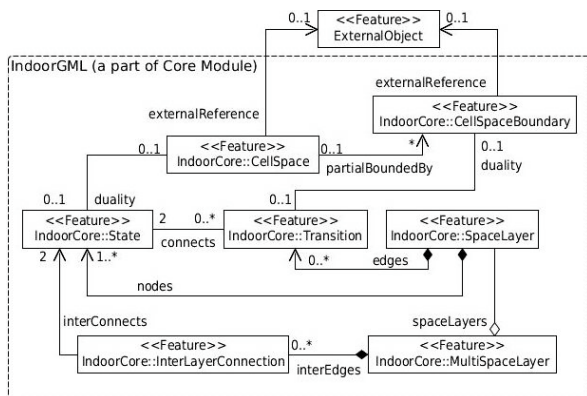 0..1
<<Feature>>
ExternalObject
0..1
IndoorGML (a part of Core Module)
externalReference
externalReference
<<Feature>>
IndoorCore::CellSpaceBoundary
0..1
<<Feature>>
IndoorCore::CellSpace
0..1
partialBoundedBy
*
0..1
duality
0..1
duality
0..1
<<Feature>>
IndoorCore::State
2
0..*
connects
<<Feature>>
IndoorCore::Transition
<<Feature>>
IndoorCore::SpaceLayer
2
1..*
0..*
edges
nodes
interConnects
spaceLayers
<<Feature>>
IndoorCore::InterLayerConnection
0..*
interEdges
<<Feature>>
IndoorCore::MultiSpaceLayer